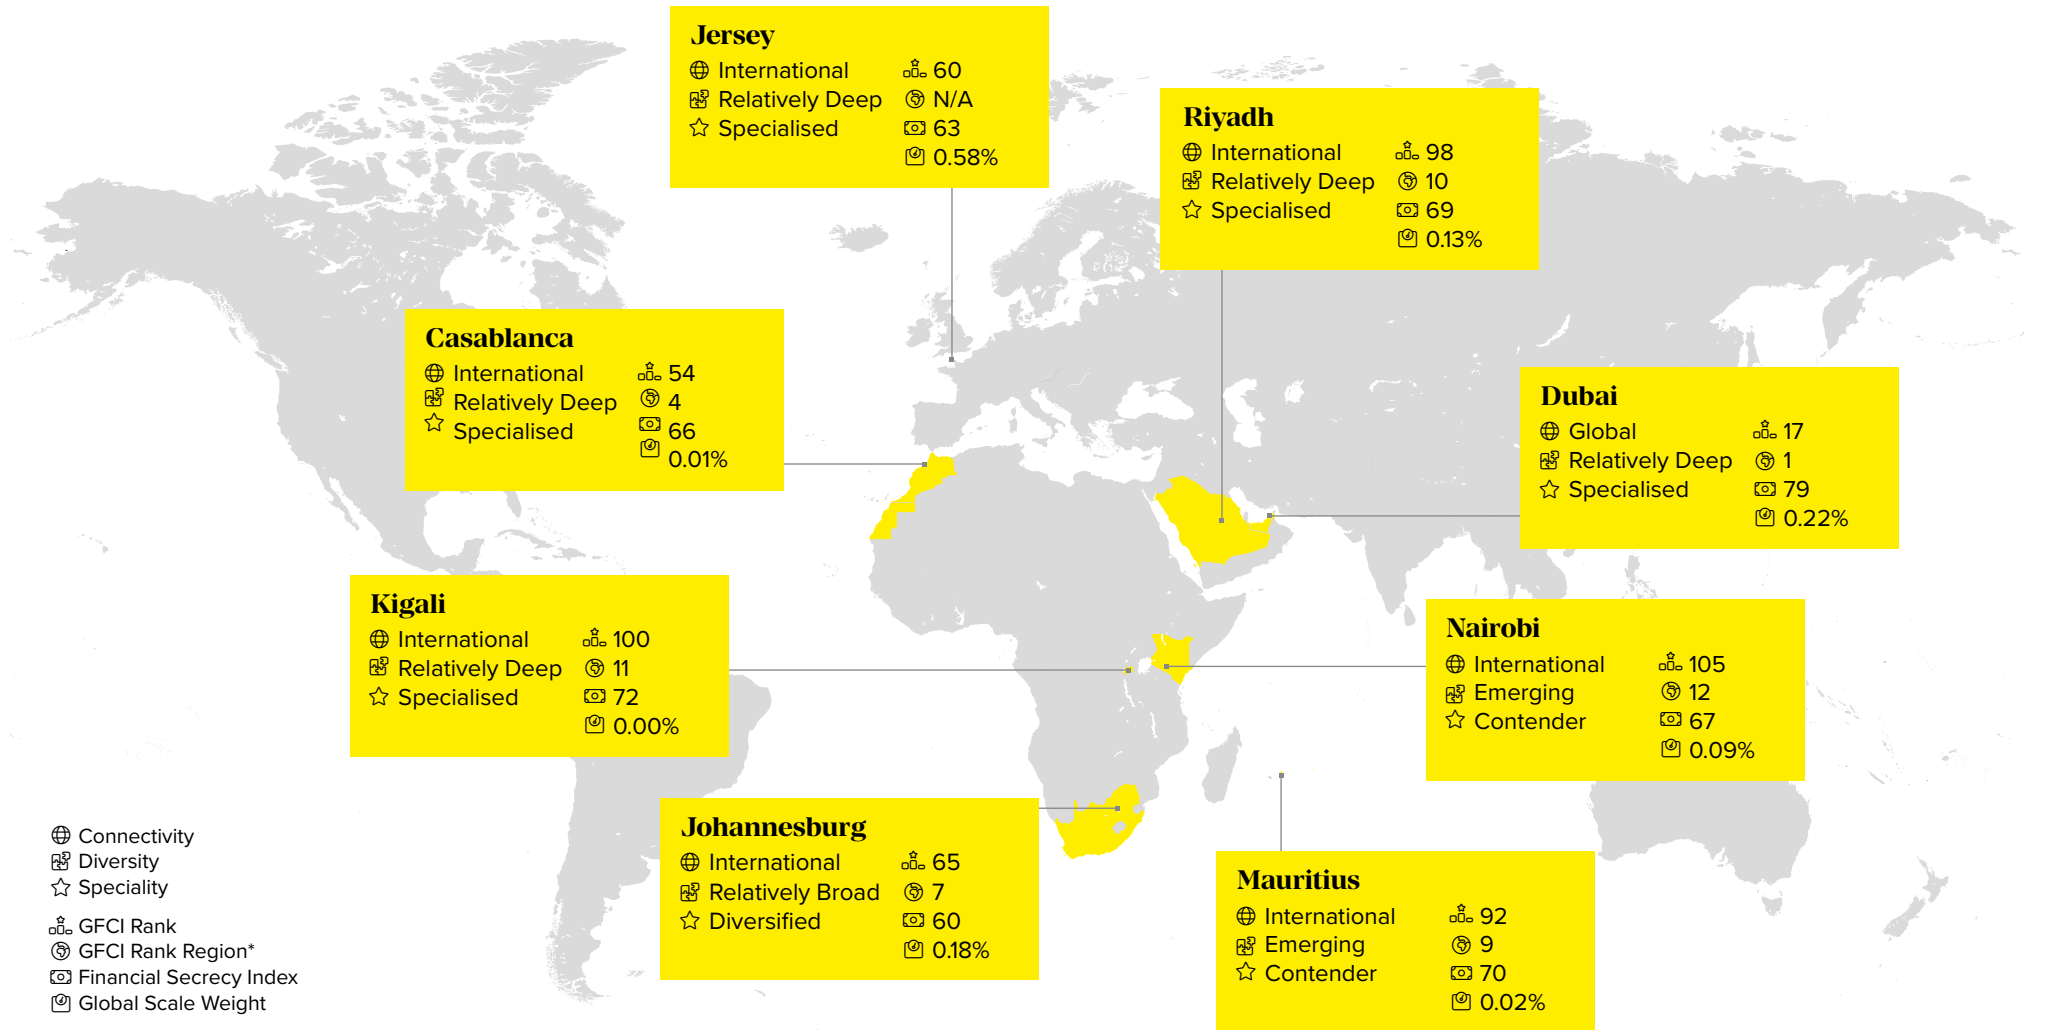 Jersey
International 60
Relatively Deep N/A
Specialised 63
0.58%
Riyadh
International 98
Relatively Deep 10
Specialised 69
0.13%
Casablanca
International 54
Relatively Deep 4
Specialised 66
0.01%
Dubai
Global 17
Relatively Deep 1
Specialised 79
0.22%
Kigali
International 100
Relatively Deep 11
Specialised 72
0.00%
Nairobi
International 105
Emerging 12
Contender 67
0.09%
Johannesburg
International 65
Relatively Broad 7
Diversified 60
0.18%
Mauritius
International 92
Emerging 9
Contender 70
0.02%
Connectivity
Diversity
Speciality
GFCI Rank
GFCI Rank Region*
Financial Secrecy Index
Global Scale Weight